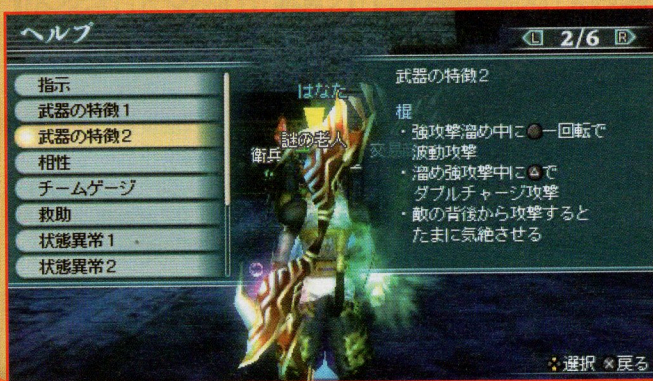 ヘルプ
L 2/6 R
指示
武器の特徴1
武器の特徴2
相性
チームゲージ
救助
状態異常1
状態異常2
はなた
謎の老人
衛兵
交
武器の特徴2
棍
・強攻撃溜め中に●一回転で
波動攻撃
・溜め強攻撃中に△で
ダブルチャージ攻撃
・敵の背後から攻撃すると
たまに気絶させる
選択 ×戻る